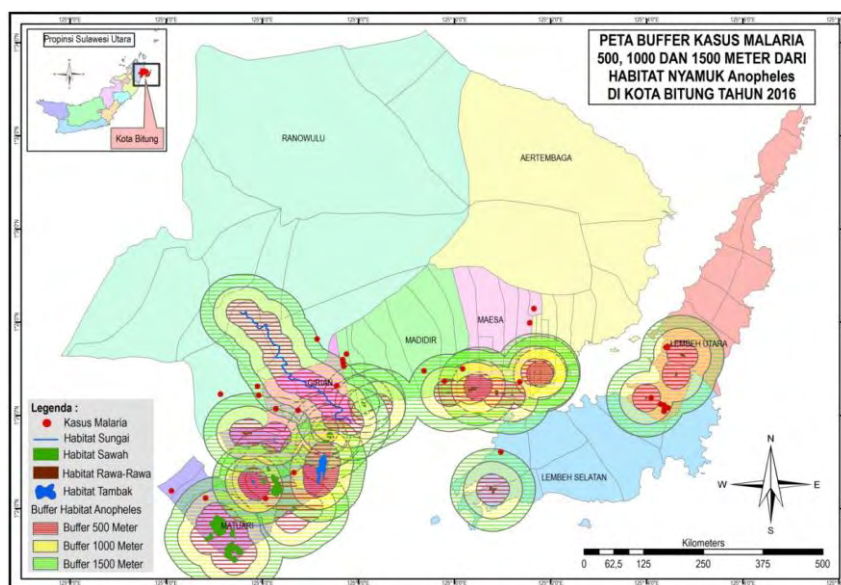 Propinsi Sulawesi Utara
Kota Bitung
PETA BUFFER KASUS MALARIA
500, 1000 DAN 1500 METER DARI
HABITAT NYAMUK Anopheles
DI KOTA BITUNG TAHUN 2016
RANOWULU
AERTEMBAGA
MAESA
MADIDIR
LEMBEH UTARA
GIRIAN
LEMBEH SELATAN
MATUARI
Legenda :
Kasus Malaria
Habitat Sungai
Habitat Sawah
Habitat Rawa-Rawa
Habitat Tambak
Buffer Habitat Anopheles
Buffer 500 Meter
Buffer 1000 Meter
Buffer 1500 Meter
N
W
E
S
Kilometers
0 62,5 125 250 375 500